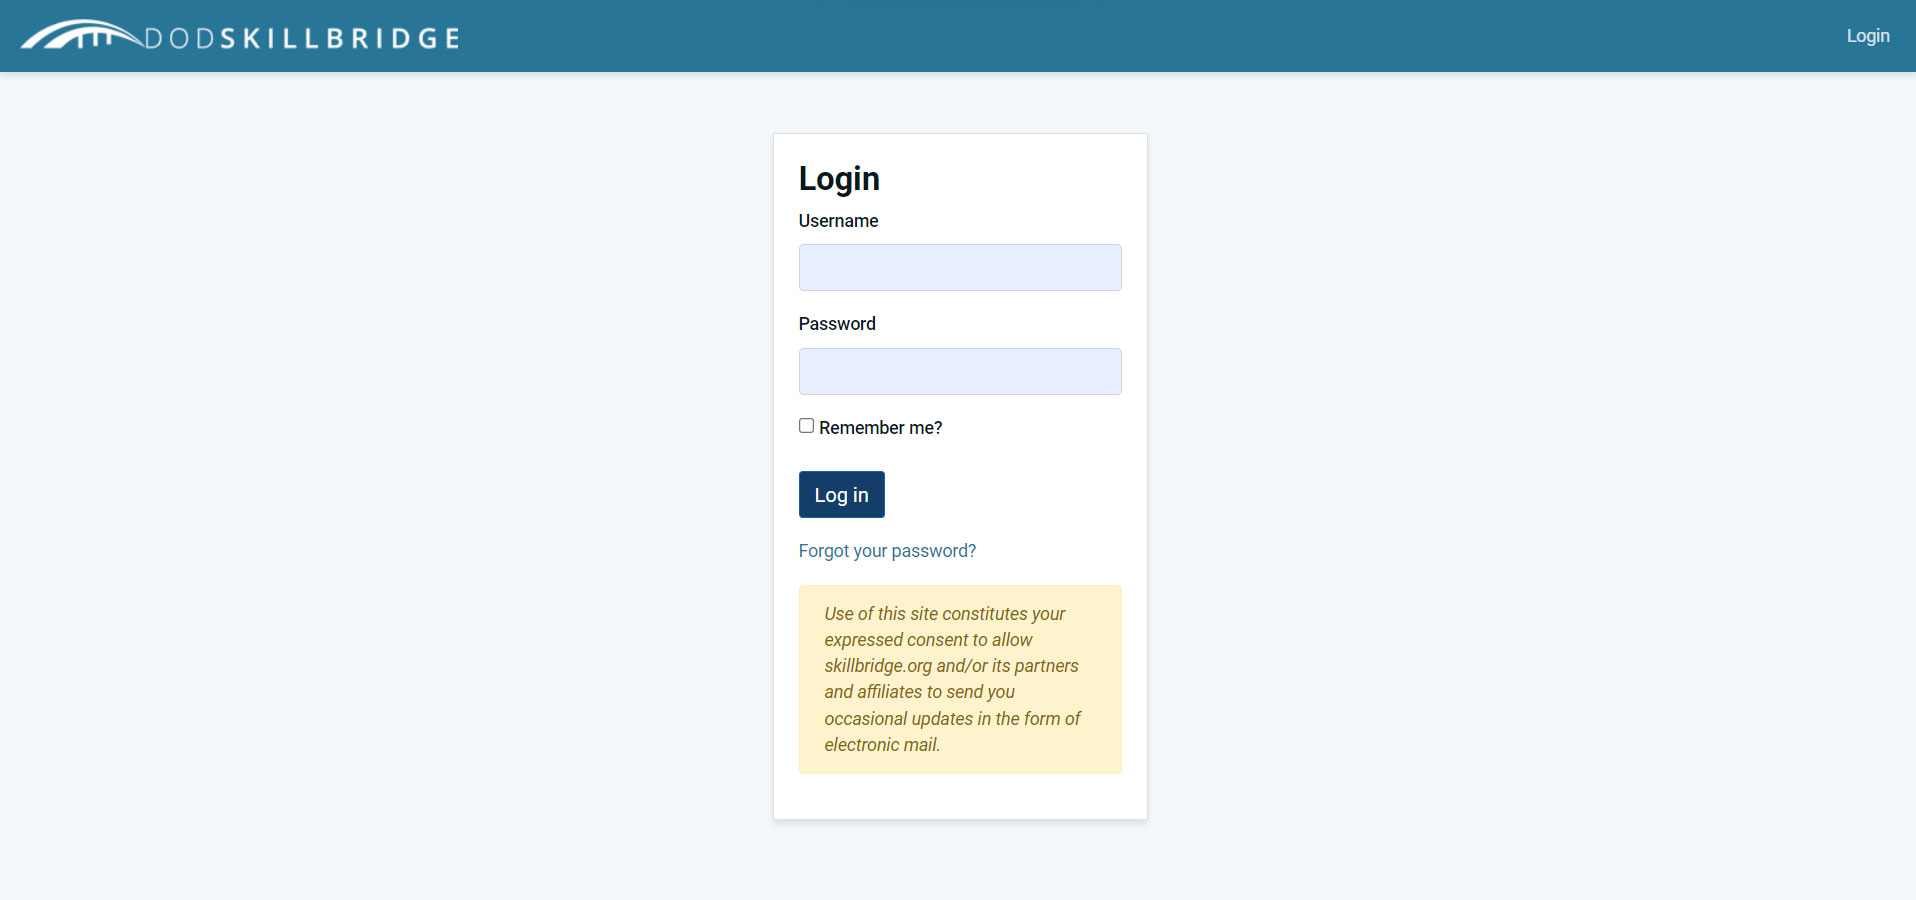 DODSKILLBRIDGE
Login
Login
Username
Password
Remember me?
Log in
Forgot your password?
Use of this site constitutes your
expressed consent to allow
skillbridge.org and/or its partners
and affiliates to send you
occasional updates in the form of
electronic mail.